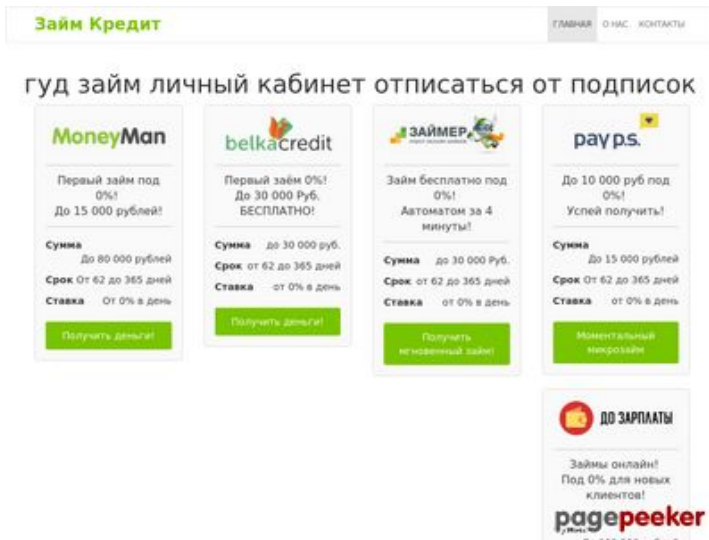 Займ Кредит
ГЛАВНАЯ О НАС КОНТАКТЫ
гуд займ личный кабинет отписаться от подписок
MoneyMan
Первый займ под
0%!
До 15 000 рублей!
Сумма
До 80 000 рублей
Срок От 62 до 365 дней
Ставка От 0% в день
Получить деньги!
belkacredit
Первый заём 0%!
До 30 000 Руб.
БЕСПЛАТНО!
Сумма до 30 000 руб.
Срок от 62 до 365 дней
Ставка от 0% в день
Получить деньги!
ЗАЙМЕР
Займ бесплатно под
0%!
Автоматом за 4
минуты!
Сумма до 30 000 Руб.
Срок от 62 до 365 дней
Ставка от 0% в день
Получить
мгновенный займ!
pay p.s.
До 10 000 руб под
0%!
Успей получить!
Сумма
До 15 000 рублей
Срок От 62 до 365 дней
Ставка от 0% в день
Моментальный
микрозайм
ДО ЗАРПЛАТЫ
Займы онлайн!
Под 0% для новых
клиентов!
pagepeeker